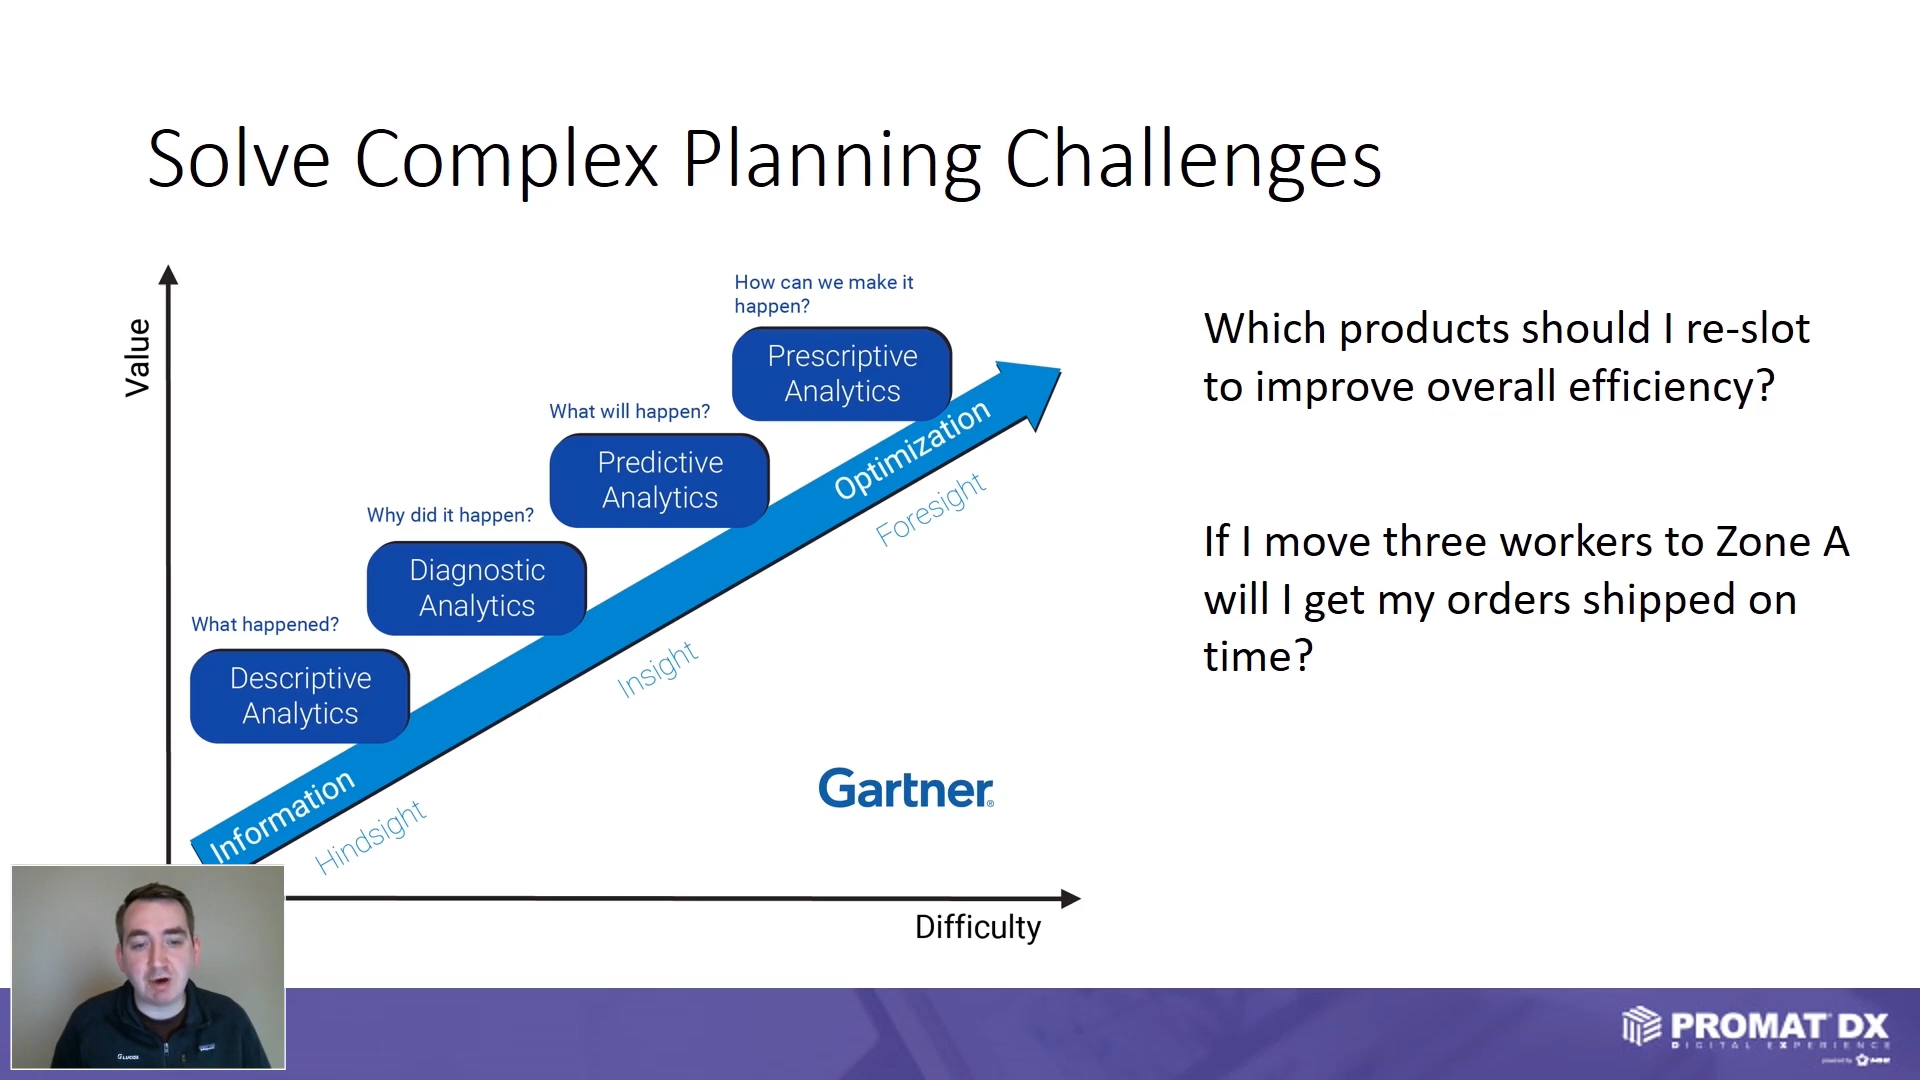 Solve Complex Planning Challenges
Value
How can we make it
happen?
Prescriptive
Analytics
What will happen?
Predictive
Analytics
Why did it happen?
Diagnostic
Analytics
What happened?
Descriptive
Analytics
Information
Optimization
Hindsight
Insight
Foresight
Gartner®
Difficulty
Which products should I re-slot
to improve overall efficiency?
If I move three workers to Zone A
will I get my orders shipped on
time?
LUCAS
PROMAT DX
DIGITAL EXPERIENCE
powered by